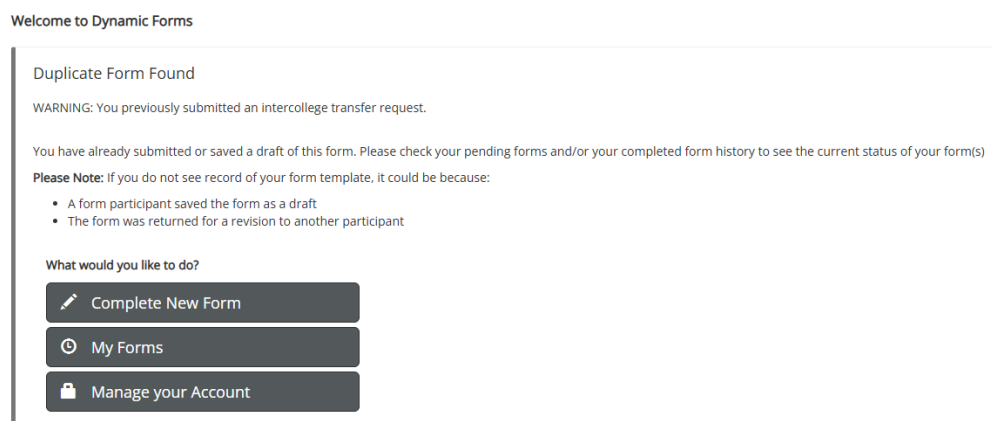 Welcome to Dynamic Forms
Duplicate Form Found
WARNING: You previously submitted an intercollege transfer request.
You have already submitted or saved a draft of this form. Please check your pending forms and/or your completed form history to see the current status of your form(s)
Please Note: If you do not see record of your form template, it could be because:
• A form participant saved the form as a draft
• The form was returned for a revision to another participant
What would you like to do?
Complete New Form
My Forms
Manage your Account